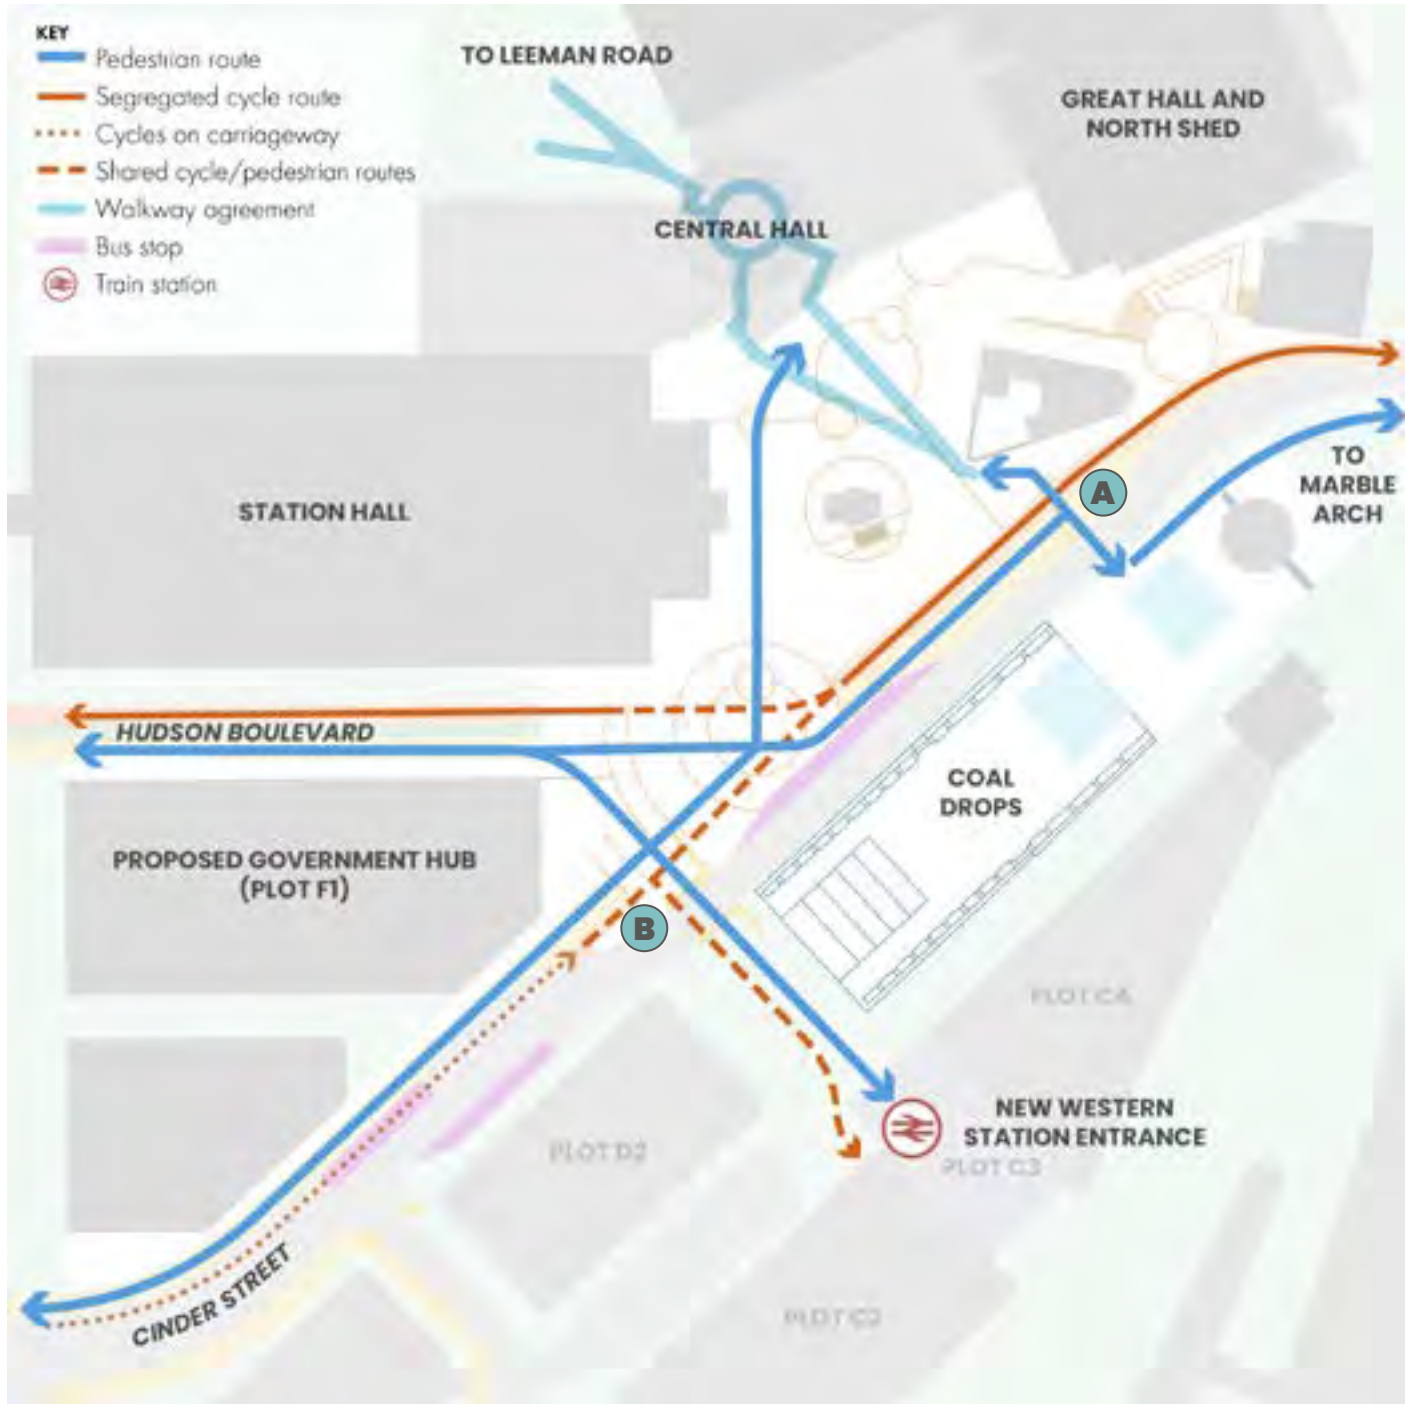 KEY
Pedestrian route
Segregated cycle route
Cycles on carriageway
Shared cycle/pedestrian routes
Walkway agreement
Bus stop
Train station
TO LEEMAN ROAD
GREAT HALL AND
NORTH SHED
CENTRAL HALL
STATION HALL
A
TO
MARBLE
ARCH
HUDSON BOULEVARD
COAL
DROPS
PROPOSED GOVERNMENT HUB
(PLOT F1)
B
PLOT C4
NEW WESTERN
STATION ENTRANCE
PLOT D2
PLOT C3
CINDER STREET
PLOT C2